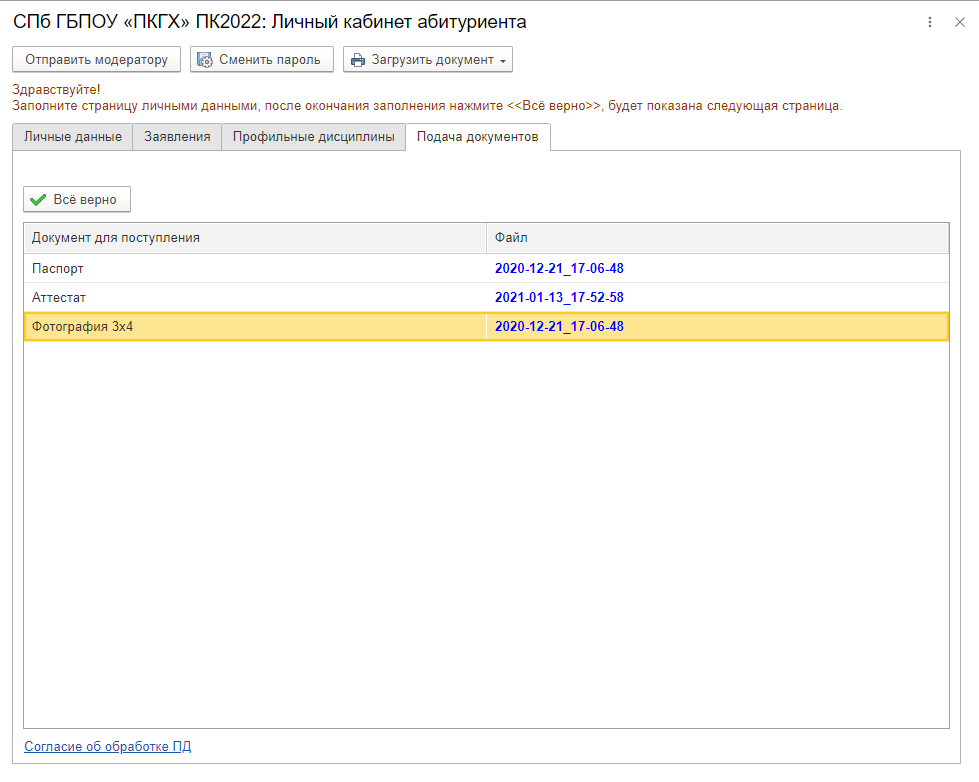 СПб ГБПОУ «ПКГХ» ПК2022: Личный кабинет абитуриента
Отправить модератору Сменить пароль Загрузить документ
Здравствуйте!
Заполните страницу личными данными, после окончания заполнения нажмите <<Всё верно>>, будет показана следующая страница.
Личные данные Заявления Профильные дисциплины Подача документов
Всё верно
Документ для поступления Файл
Паспорт 2020-12-21_17-06-48
Аттестат 2021-01-13_17-52-58
Фотография 3х4 2020-12-21_17-06-48
Согласие об обработке ПД